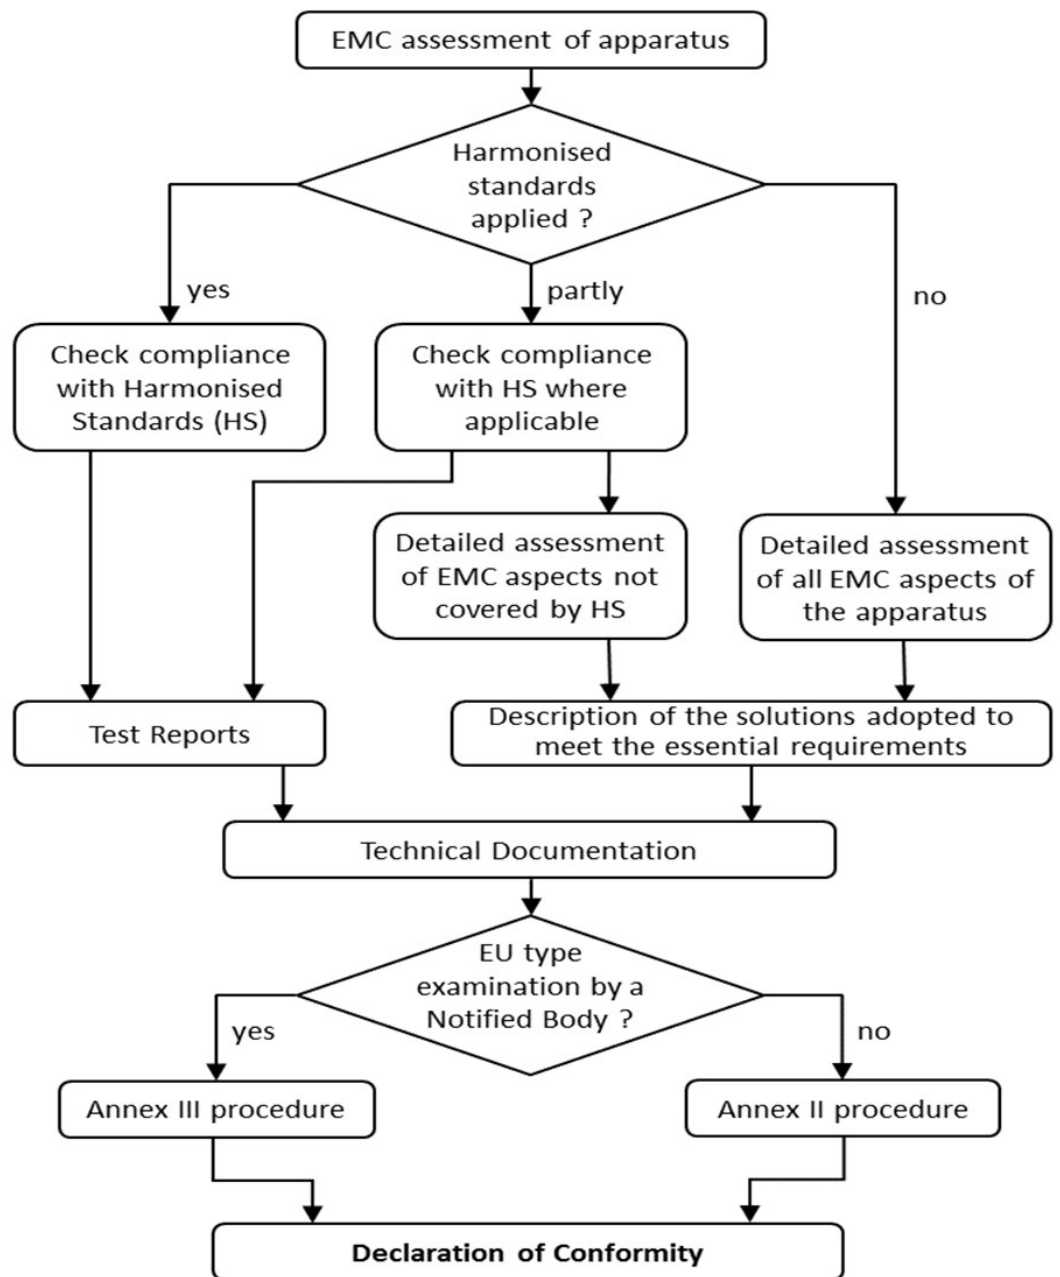 EMC assessment of apparatus
Harmonised
standards
applied ?
yes
partly
no
Check compliance
with Harmonised
Standards (HS)
Check compliance
with HS where
applicable
Detailed assessment
of EMC aspects not
covered by HS
Detailed assessment
of all EMC aspects of
the apparatus
Test Reports
Description of the solutions adopted to
meet the essential requirements
Technical Documentation
EU type
examination by a
Notified Body ?
yes
no
Annex III procedure
Annex II procedure
Declaration of Conformity